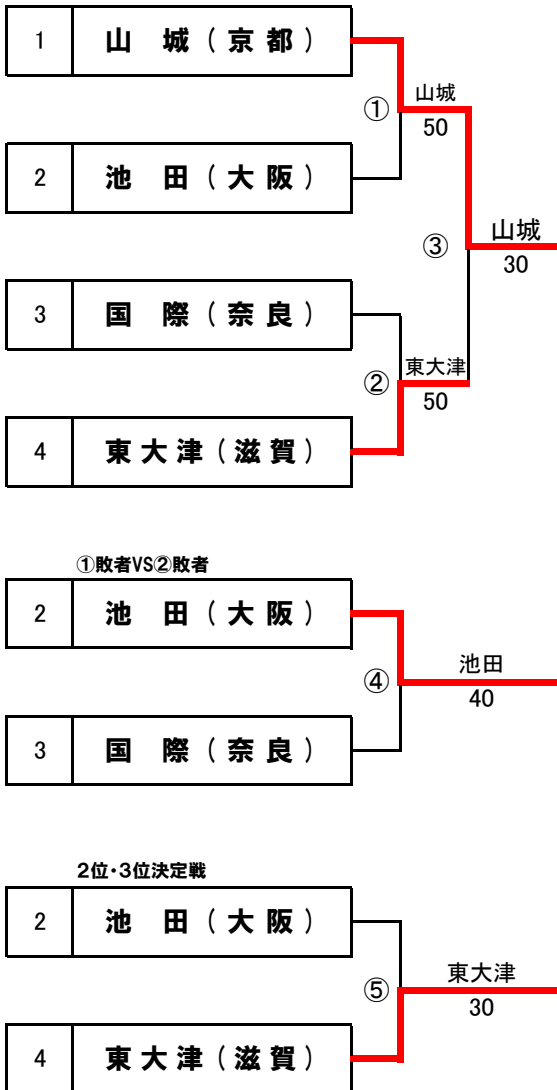 1 山 城（京 都）
① 山城
50
2 池 田（大 阪）
③ 山城
30
3 国 際（奈 良）
② 東大津
50
4 東大津（滋 賀）
①敗者VS②敗者
2 池 田（大 阪）
④ 池田
40
3 国 際（奈 良）
2位・3位決定戦
2 池 田（大 阪）
⑤ 東大津
30
4 東大津（滋 賀）